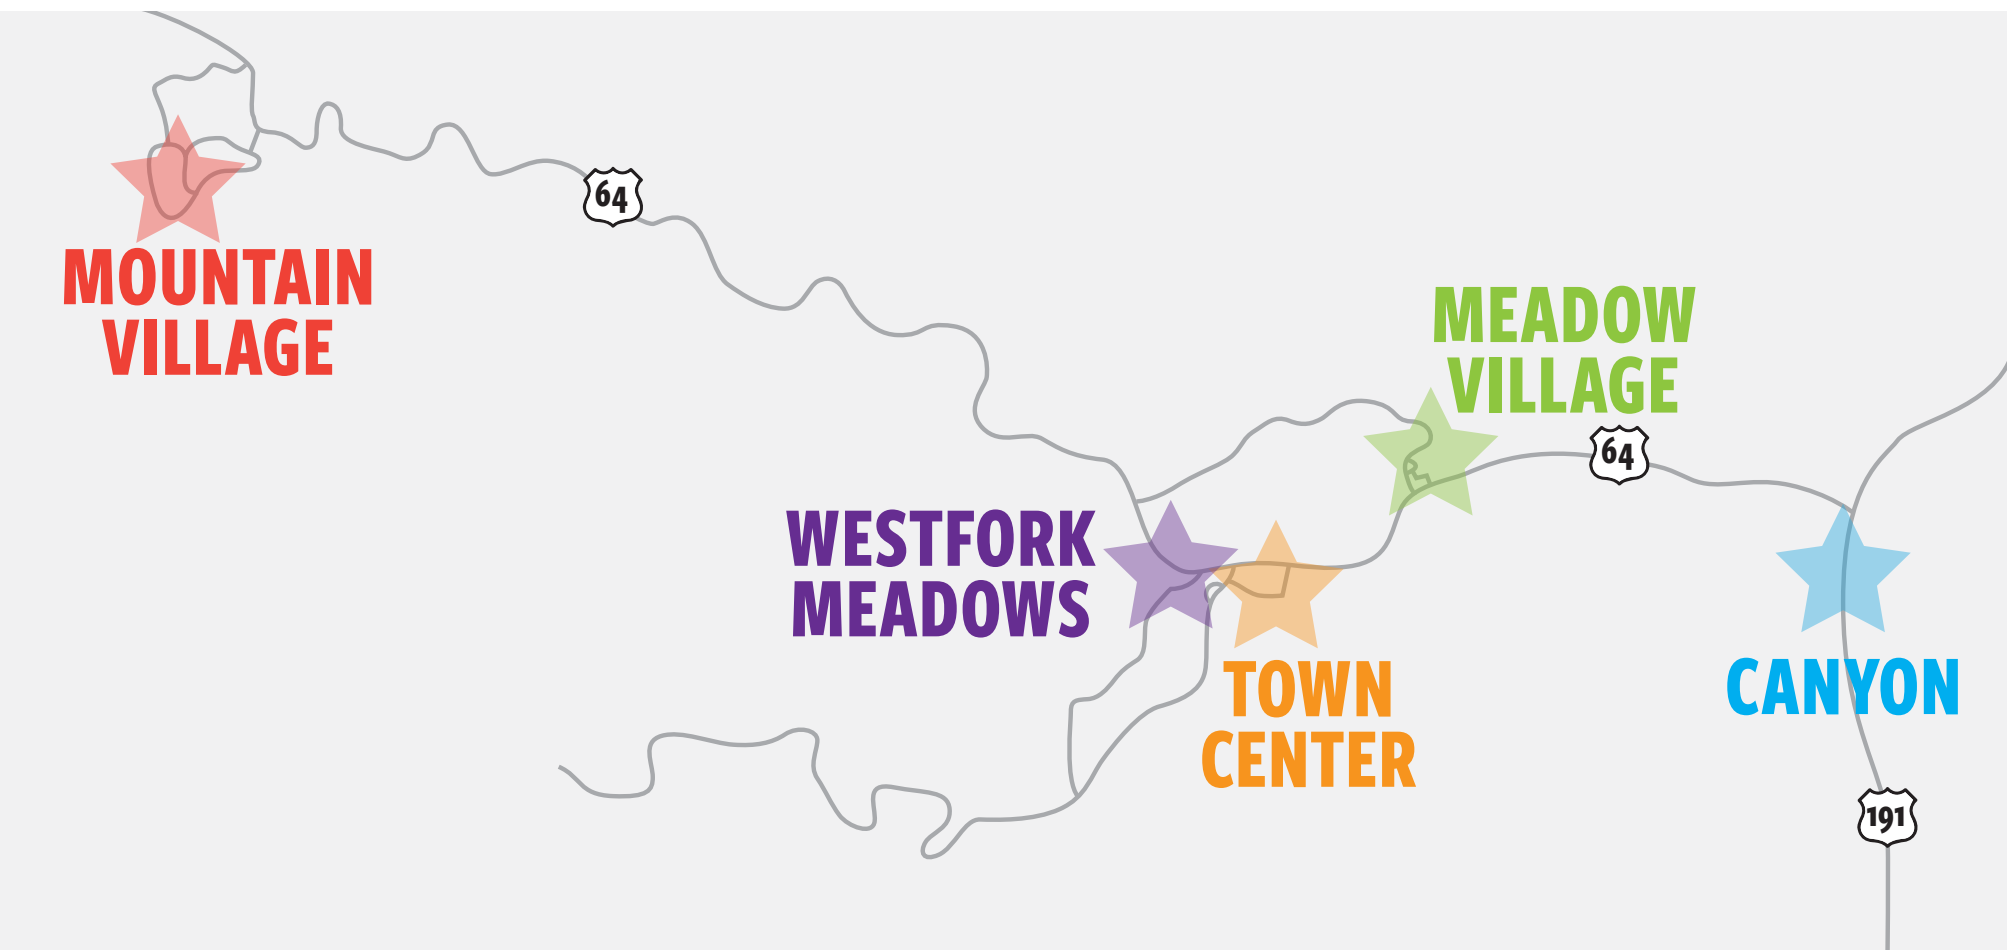 64
MOUNTAIN
VILLAGE
MEADOW
VILLAGE
64
WESTFORK
MEADOWS
TOWN
CENTER
CANYON
191